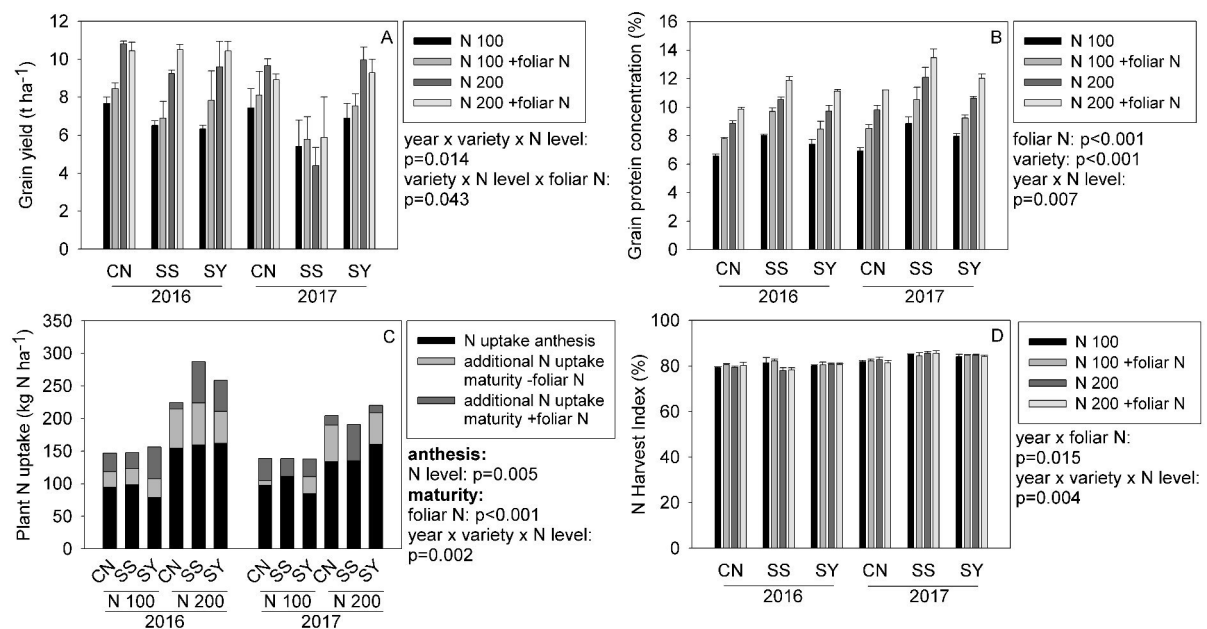 A
Grain yield (t ha⁻¹)
12
10
8
6
4
2
0
CN SS SY CN SS SY
2016 2017
N 100
N 100 +foliar N
N 200
N 200 +foliar N
year x variety x N level:
p=0.014
variety x N level x foliar N:
p=0.043
B
Grain protein concentration (%)
16
14
12
10
8
6
4
2
0
CN SS SY CN SS SY
2016 2017
N 100
N 100 +foliar N
N 200
N 200 +foliar N
foliar N: p<0.001
variety: p<0.001
year x N level:
p=0.007
C
Plant N uptake (kg N ha⁻¹)
350
300
250
200
150
100
50
0
CN SS SY CN SS SY CN SS SY CN SS SY
N 100 N 200 N 100 N 200
2016 2017
N uptake anthesis
additional N uptake
maturity -foliar N
additional N uptake
maturity +foliar N
anthesis:
N level: p=0.005
maturity:
foliar N: p<0.001
year x variety x N level:
p=0.002
D
N Harvest Index (%)
100
80
60
40
20
0
CN SS SY CN SS SY
2016 2017
N 100
N 100 +foliar N
N 200
N 200 +foliar N
year x foliar N:
p=0.015
year x variety x N level:
p=0.004